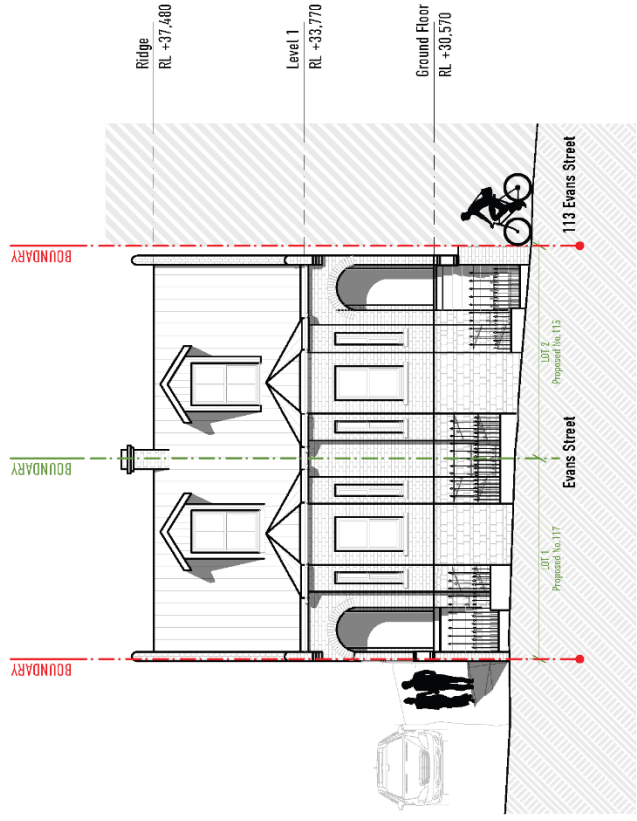 Ridge
RL +37,480
Level 1
RL +33,770
Ground Floor
RL +30,570
BOUNDARY
BOUNDARY
BOUNDARY
LOT 1
Proposed No.117
LOT 2
Proposed No.115
Evans Street
113 Evans Street